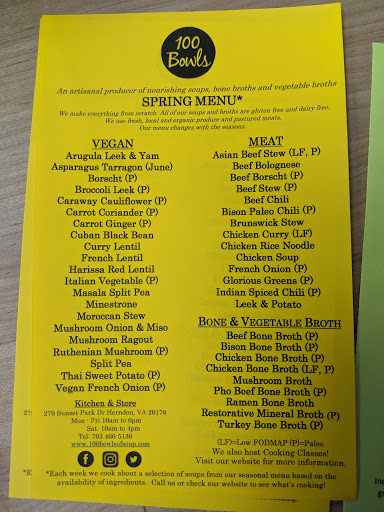 100
Bowls
An artisanal producer of nourishing soups, bone broths and vegetable broths
SPRING MENU*
We make everything from scratch. All of our soups and broths are gluten free and dairy free.
We use fresh, local and organic produce and pastured meats.
Our menu changes with the seasons
VEGAN
Arugula Leek & Yam
Asparagus Tarragon (June)
Borscht (P)
Broccoli Leek (P)
Caraway Cauliflower (P)
Carrot Coriander (P)
Carrot Ginger (P)
Cuban Black Bean
Curry Lentil
French Lentil
Harissa Red Lentil
Italian Vegetable (P)
Masala Split Pea
Minestrone
Moroccan Stew
Mushroom Onion & Miso
Mushroom Ragout
Ruthenian Mushroom (P)
Split Pea
Thai Sweet Potato (P)
Vegan French Onion (P)
Kitchen & Store
279 Sunset Park Dr Herndon, VA 20170
Mon - Fri 10am to 6pm
Sat. 10am to 4pm
Tel 703 466 5130
www.100bowlsofsoup.com
MEAT
Asian Beef Stew (LF, P)
Beef Bolognese
Beef Borscht (P)
Beef Stew (P)
Beef Chili
Bison Paleo Chili (P)
Brunswick Stew
Chicken Curry (LF)
Chicken Rice Noodle
Chicken Soup
French Onion (P)
Glorious Greens (P)
Indian Spiced Chili (P)
Leek & Potato
BONE & VEGETABLE BROTH
Beef Bone Broth (P)
Bison Bone Broth (P)
Chicken Bone Broth (P)
Chicken Bone Broth (LF, P)
Mushroom Broth
Pho Beef Bone Broth (P)
Ramen Bone Broth
Restorative Mineral Broth (P)
Turkey Bone Broth (P)
(LF)=Low FODMAP (P)=Paleo
We also host Cooking Classes!
Visit our website for more information.
*Each week we cook about a selection of soups from our seasonal menu based on the
availability of ingredients. Call us or check our website to see what's cooking!
27
*E